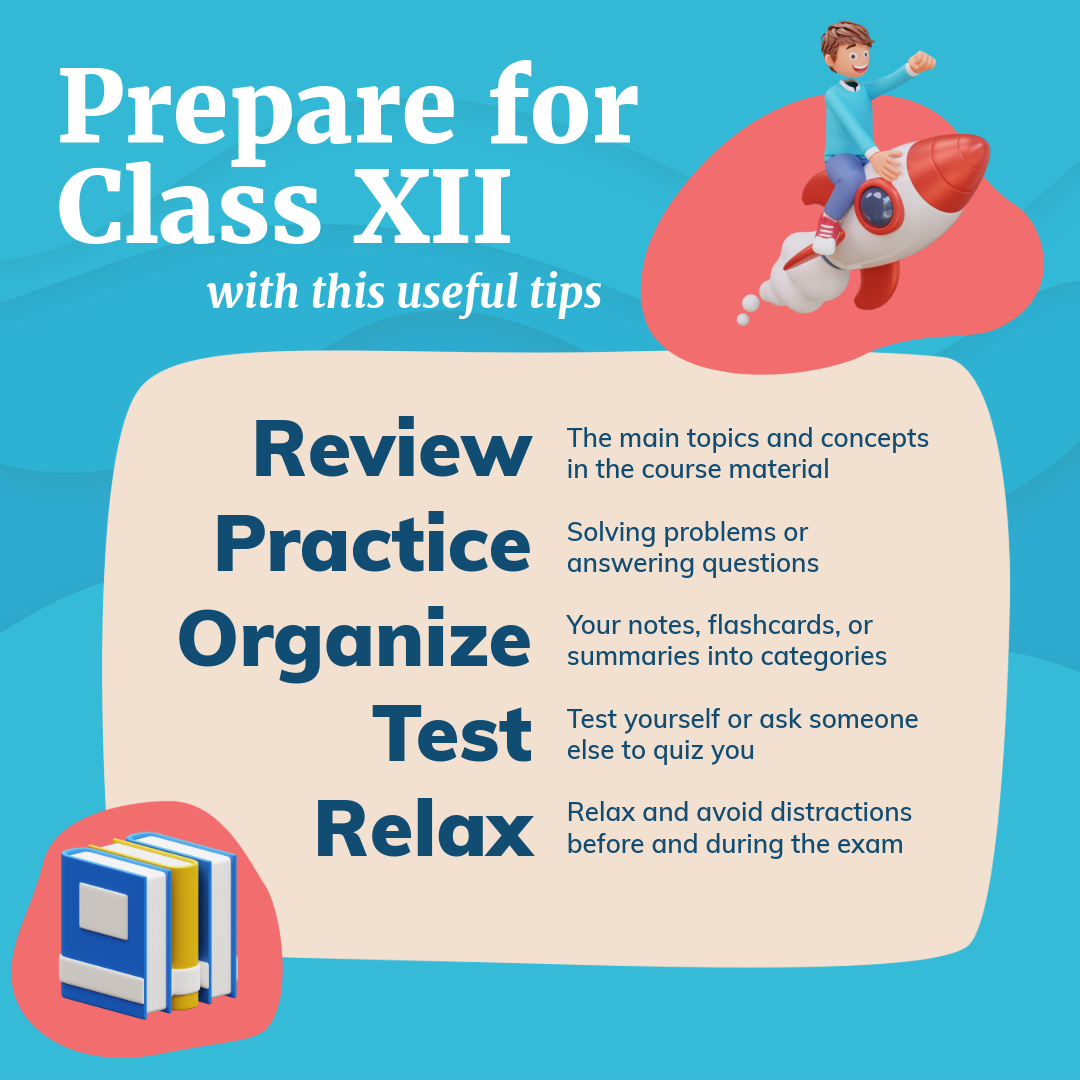 Prepare for
Class XII
with this useful tips
Review
The main topics and concepts
in the course material
Practice
Solving problems or
answering questions
Organize
Your notes, flashcards, or
summaries into categories
Test
Test yourself or ask someone
else to quiz you
Relax
Relax and avoid distractions
before and during the exam